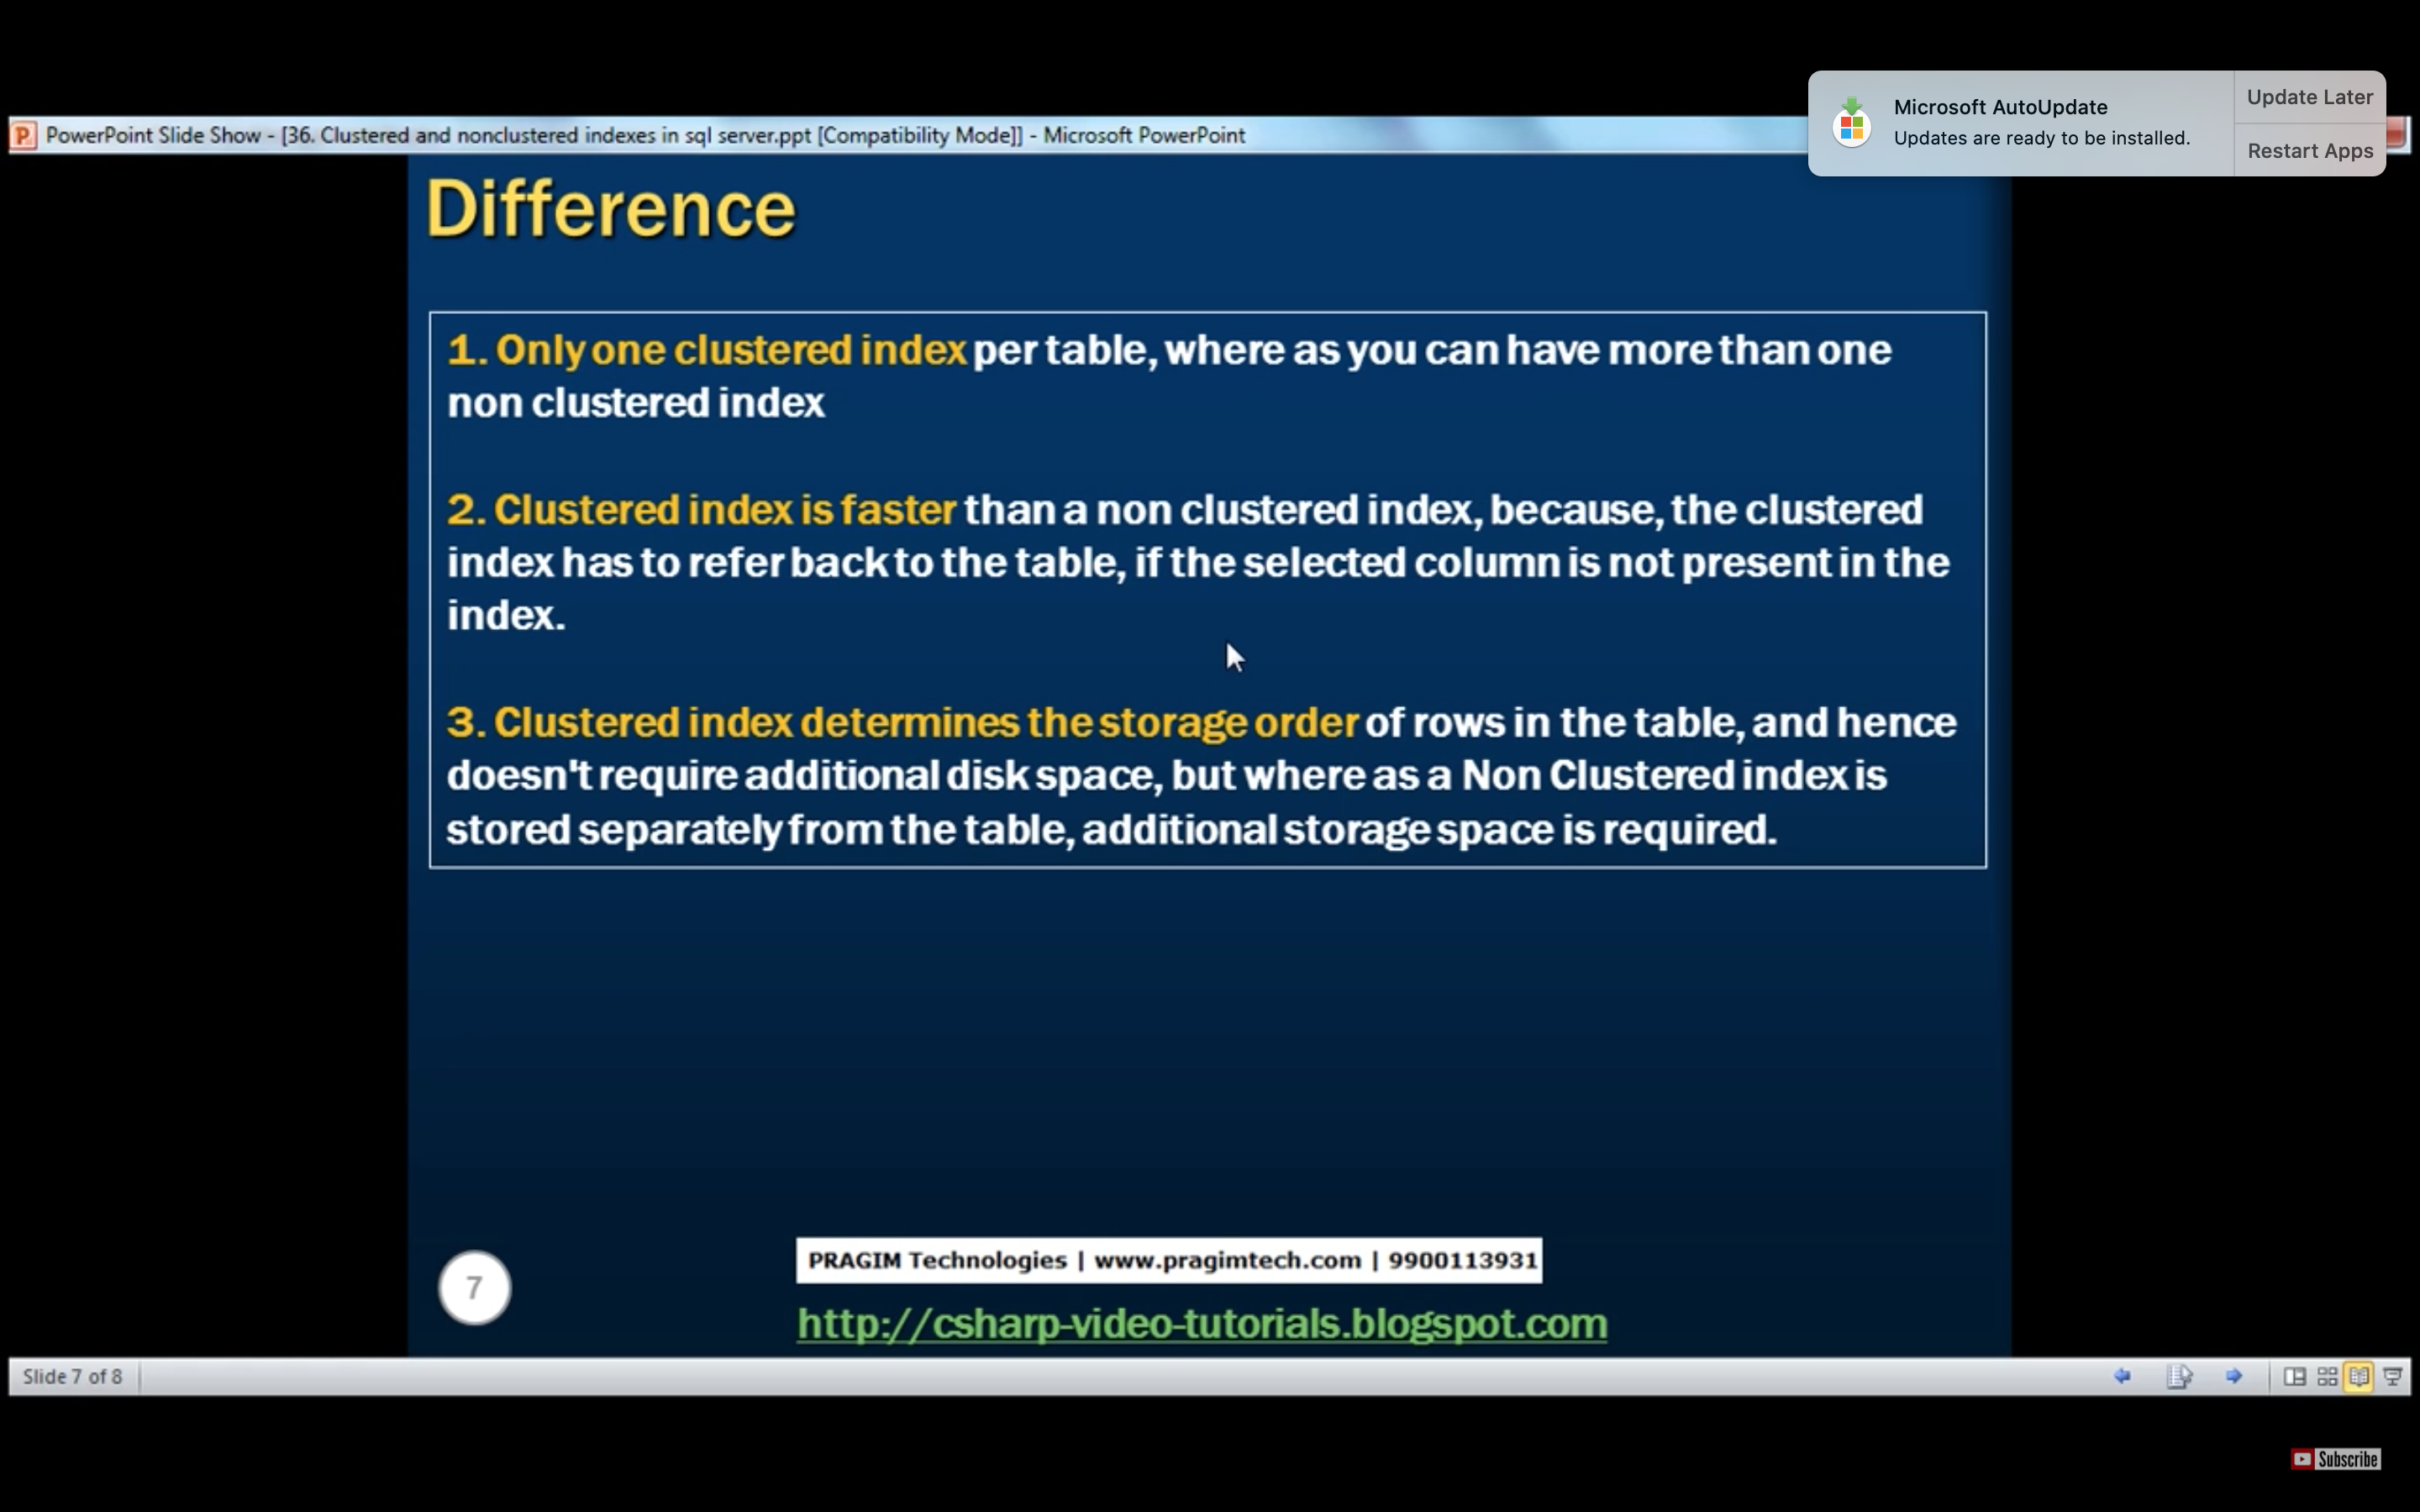 Microsoft AutoUpdate
Updates are ready to be installed.
Update Later
Restart Apps
PowerPoint Slide Show - [36. Clustered and nonclustered indexes in sql server.ppt [Compatibility Mode]] - Microsoft PowerPoint
Difference
1. Only one clustered index per table, where as you can have more than one
non clustered index
2. Clustered index is faster than a non clustered index, because, the clustered
index has to refer back to the table, if the selected column is not present in the
index.
3. Clustered index determines the storage order of rows in the table, and hence
doesn't require additional disk space, but where as a Non Clustered index is
stored separately from the table, additional storage space is required.
7
PRAGIM Technologies | www.pragimtech.com | 9900113931
http://csharp-video-tutorials.blogspot.com
Slide 7 of 8
Subscribe